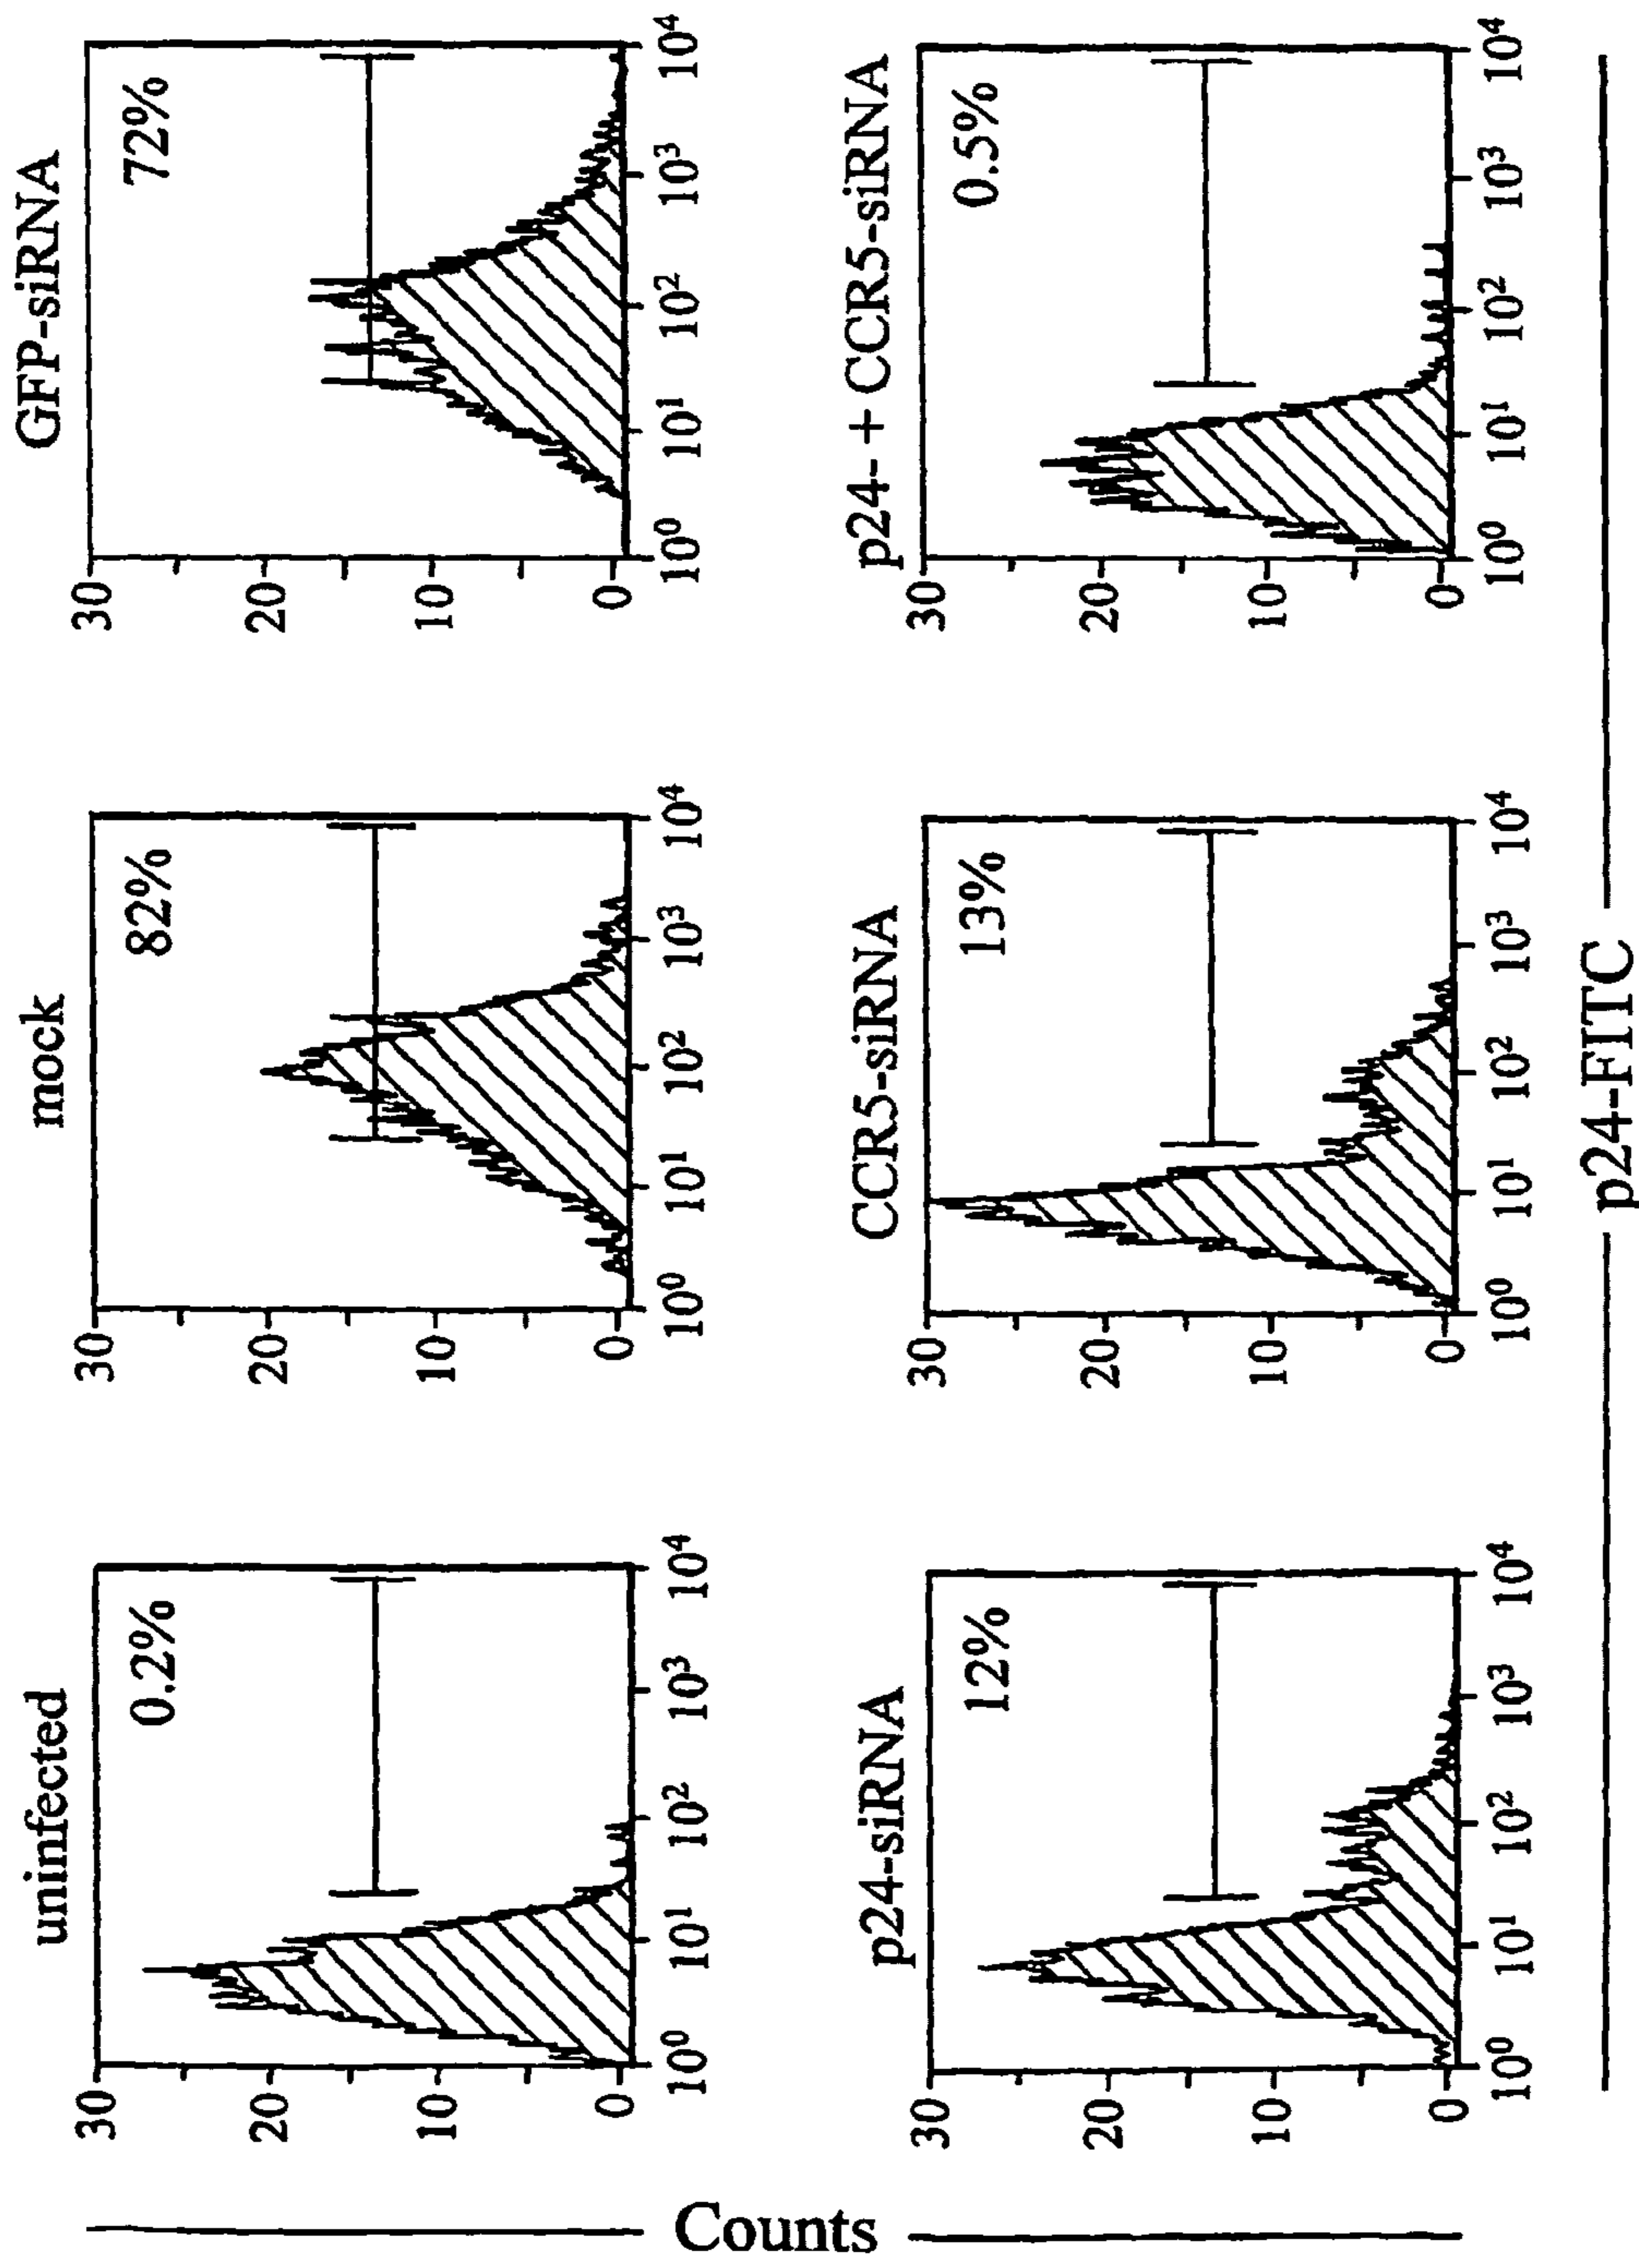 uninfected
mock
GFP-siRNA
30
20
10
0
0.2%
10⁰ 10¹ 10² 10³ 10⁴
30
20
10
0
82%
10⁰ 10¹ 10² 10³ 10⁴
30
20
10
0
72%
10⁰ 10¹ 10² 10³ 10⁴
p24-siRNA
CCR5-siRNA
p24- + CCR5-siRNA
30
20
10
0
12%
10⁰ 10¹ 10² 10³ 10⁴
30
20
10
0
13%
10⁰ 10¹ 10² 10³ 10⁴
30
20
10
0
0.5%
10⁰ 10¹ 10² 10³ 10⁴
Counts
p24-FITC